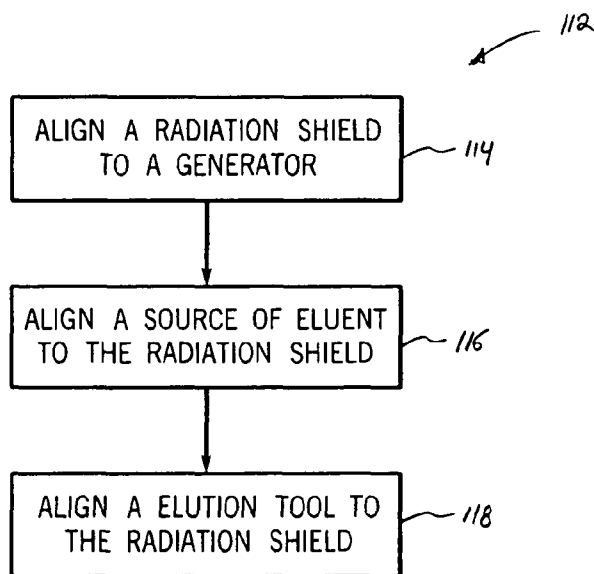 112
ALIGN A RADIATION SHIELD
TO A GENERATOR
114
ALIGN A SOURCE OF ELUENT
TO THE RADIATION SHIELD
116
ALIGN A ELUTION TOOL TO
THE RADIATION SHIELD
118